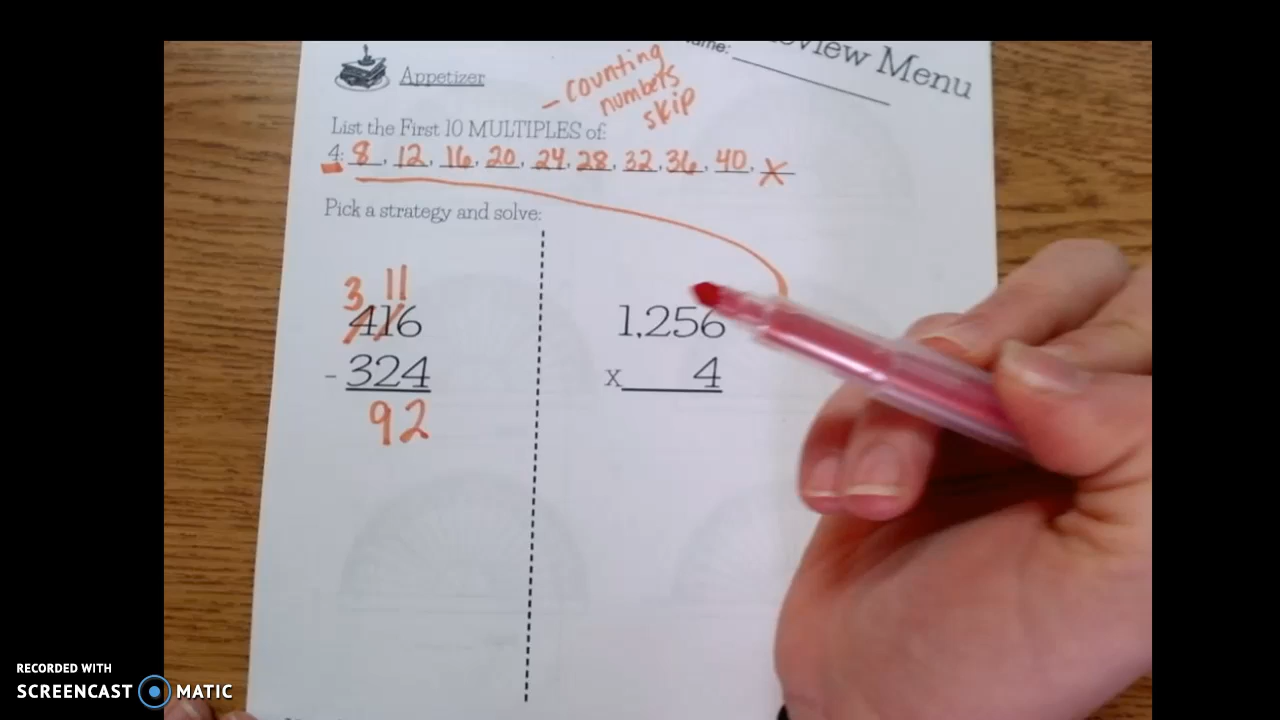 Review Menu
Name:
Appetizer
- counting
numbers
skip
List the First 10 MULTIPLES of:
4: 8, 12, 16, 20, 24, 28, 32, 36, 40, X
Pick a strategy and solve:
3 11
416
- 324
92
1,256
x 4
RECORDED WITH
SCREENCAST MATIC